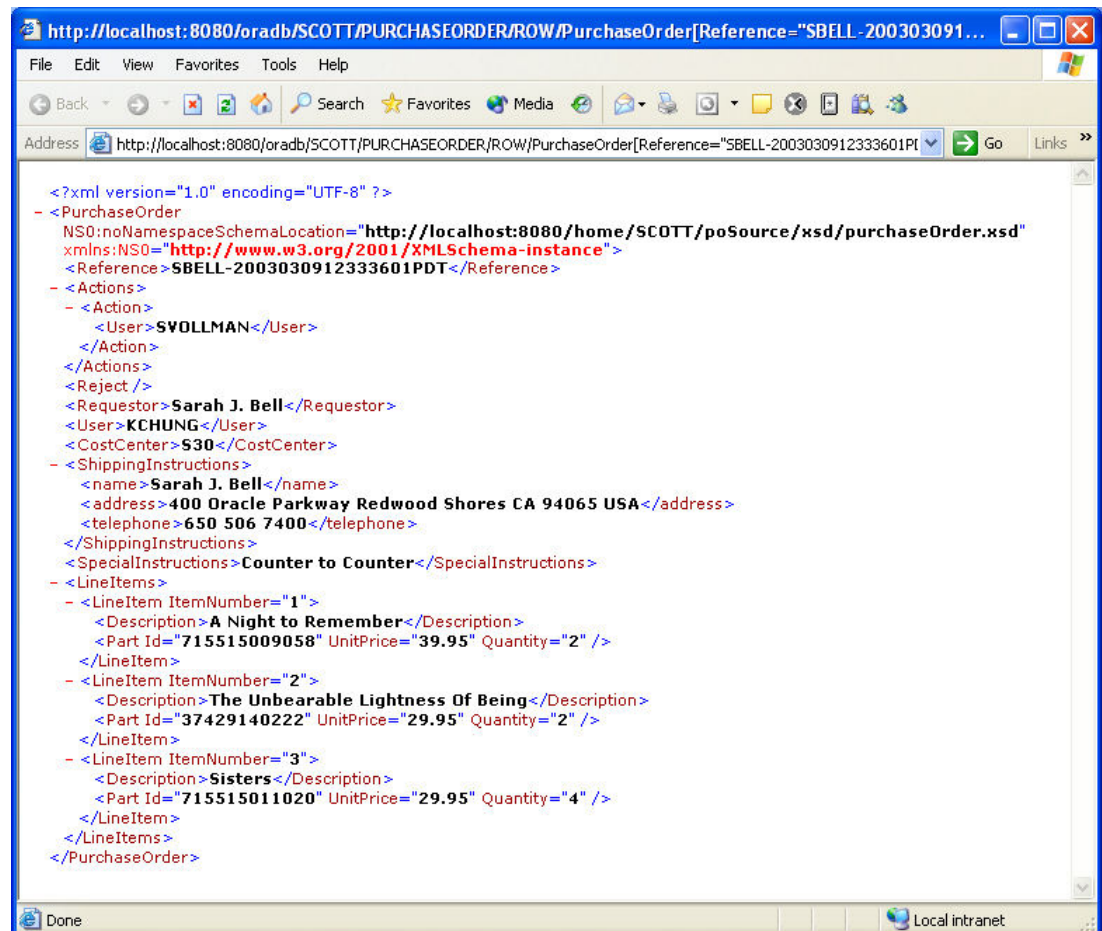 http://localhost:8080/oradb/SCOTT/PURCHASEORDER/ROW/PurchaseOrder[Reference="SBELL-200303091...
File Edit View Favorites Tools Help
Back Search Favorites Media
Address http://localhost:8080/oradb/SCOTT/PURCHASEORDER/ROW/PurchaseOrder[Reference="SBELL-2003030912333601PD Go Links »
<?xml version="1.0" encoding="UTF-8" ?>
- <PurchaseOrder
NS0:noNamespaceSchemaLocation="http://localhost:8080/home/SCOTT/poSource/xsd/purchaseOrder.xsd"
xmlns:NS0="http://www.w3.org/2001/XMLSchema-instance">
<Reference>SBELL-2003030912333601PDT</Reference>
- <Actions>
- <Action>
<User>SVOLLMAN</User>
</Action>
</Actions>
<Reject />
<Requestor>Sarah J. Bell</Requestor>
<User>KCHUNG</User>
<CostCenter>S30</CostCenter>
- <ShippingInstructions>
<name>Sarah J. Bell</name>
<address>400 Oracle Parkway Redwood Shores CA 94065 USA</address>
<telephone>650 506 7400</telephone>
</ShippingInstructions>
<SpecialInstructions>Counter to Counter</SpecialInstructions>
- <LineItems>
- <LineItem ItemNumber="1">
<Description>A Night to Remember</Description>
<Part Id="715515009058" UnitPrice="39.95" Quantity="2" />
</LineItem>
- <LineItem ItemNumber="2">
<Description>The Unbearable Lightness Of Being</Description>
<Part Id="37429140222" UnitPrice="29.95" Quantity="2" />
</LineItem>
- <LineItem ItemNumber="3">
<Description>Sisters</Description>
<Part Id="715515011020" UnitPrice="29.95" Quantity="4" />
</LineItem>
</LineItems>
</PurchaseOrder>
Done Local intranet